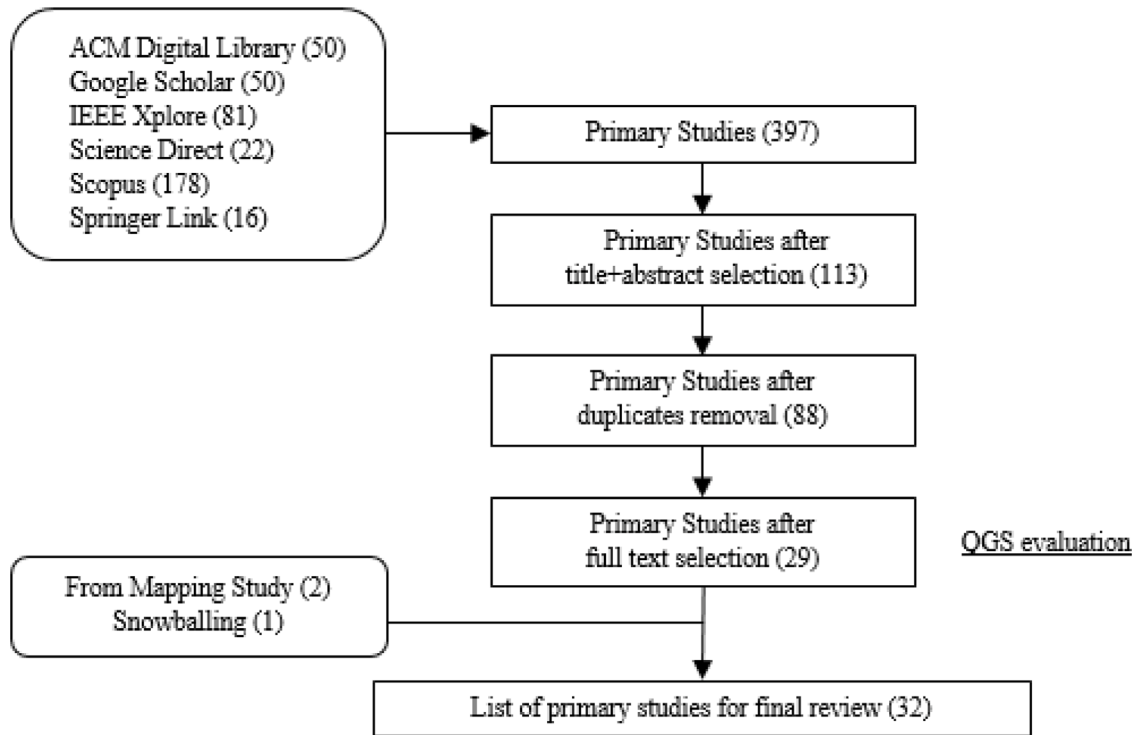 ACM Digital Library (50)
Google Scholar (50)
IEEE Xplore (81)
Science Direct (22)
Scopus (178)
Springer Link (16)
Primary Studies (397)
Primary Studies after
title+abstract selection (113)
Primary Studies after
duplicates removal (88)
Primary Studies after
full text selection (29)
QGS evaluation
From Mapping Study (2)
Snowballing (1)
List of primary studies for final review (32)